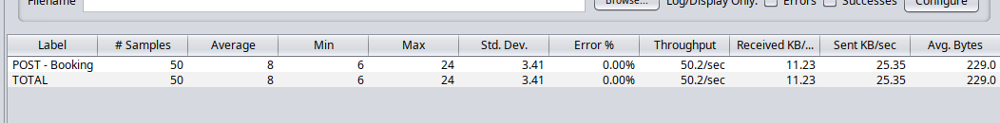 Filename Browse... Log/Display Only: Errors Successes Configure
Label # Samples Average Min Max Std. Dev. Error % Throughput Received KB/... Sent KB/sec Avg. Bytes
POST - Booking 50 8 6 24 3.41 0.00% 50.2/sec 11.23 25.35 229.0
TOTAL 50 8 6 24 3.41 0.00% 50.2/sec 11.23 25.35 229.0